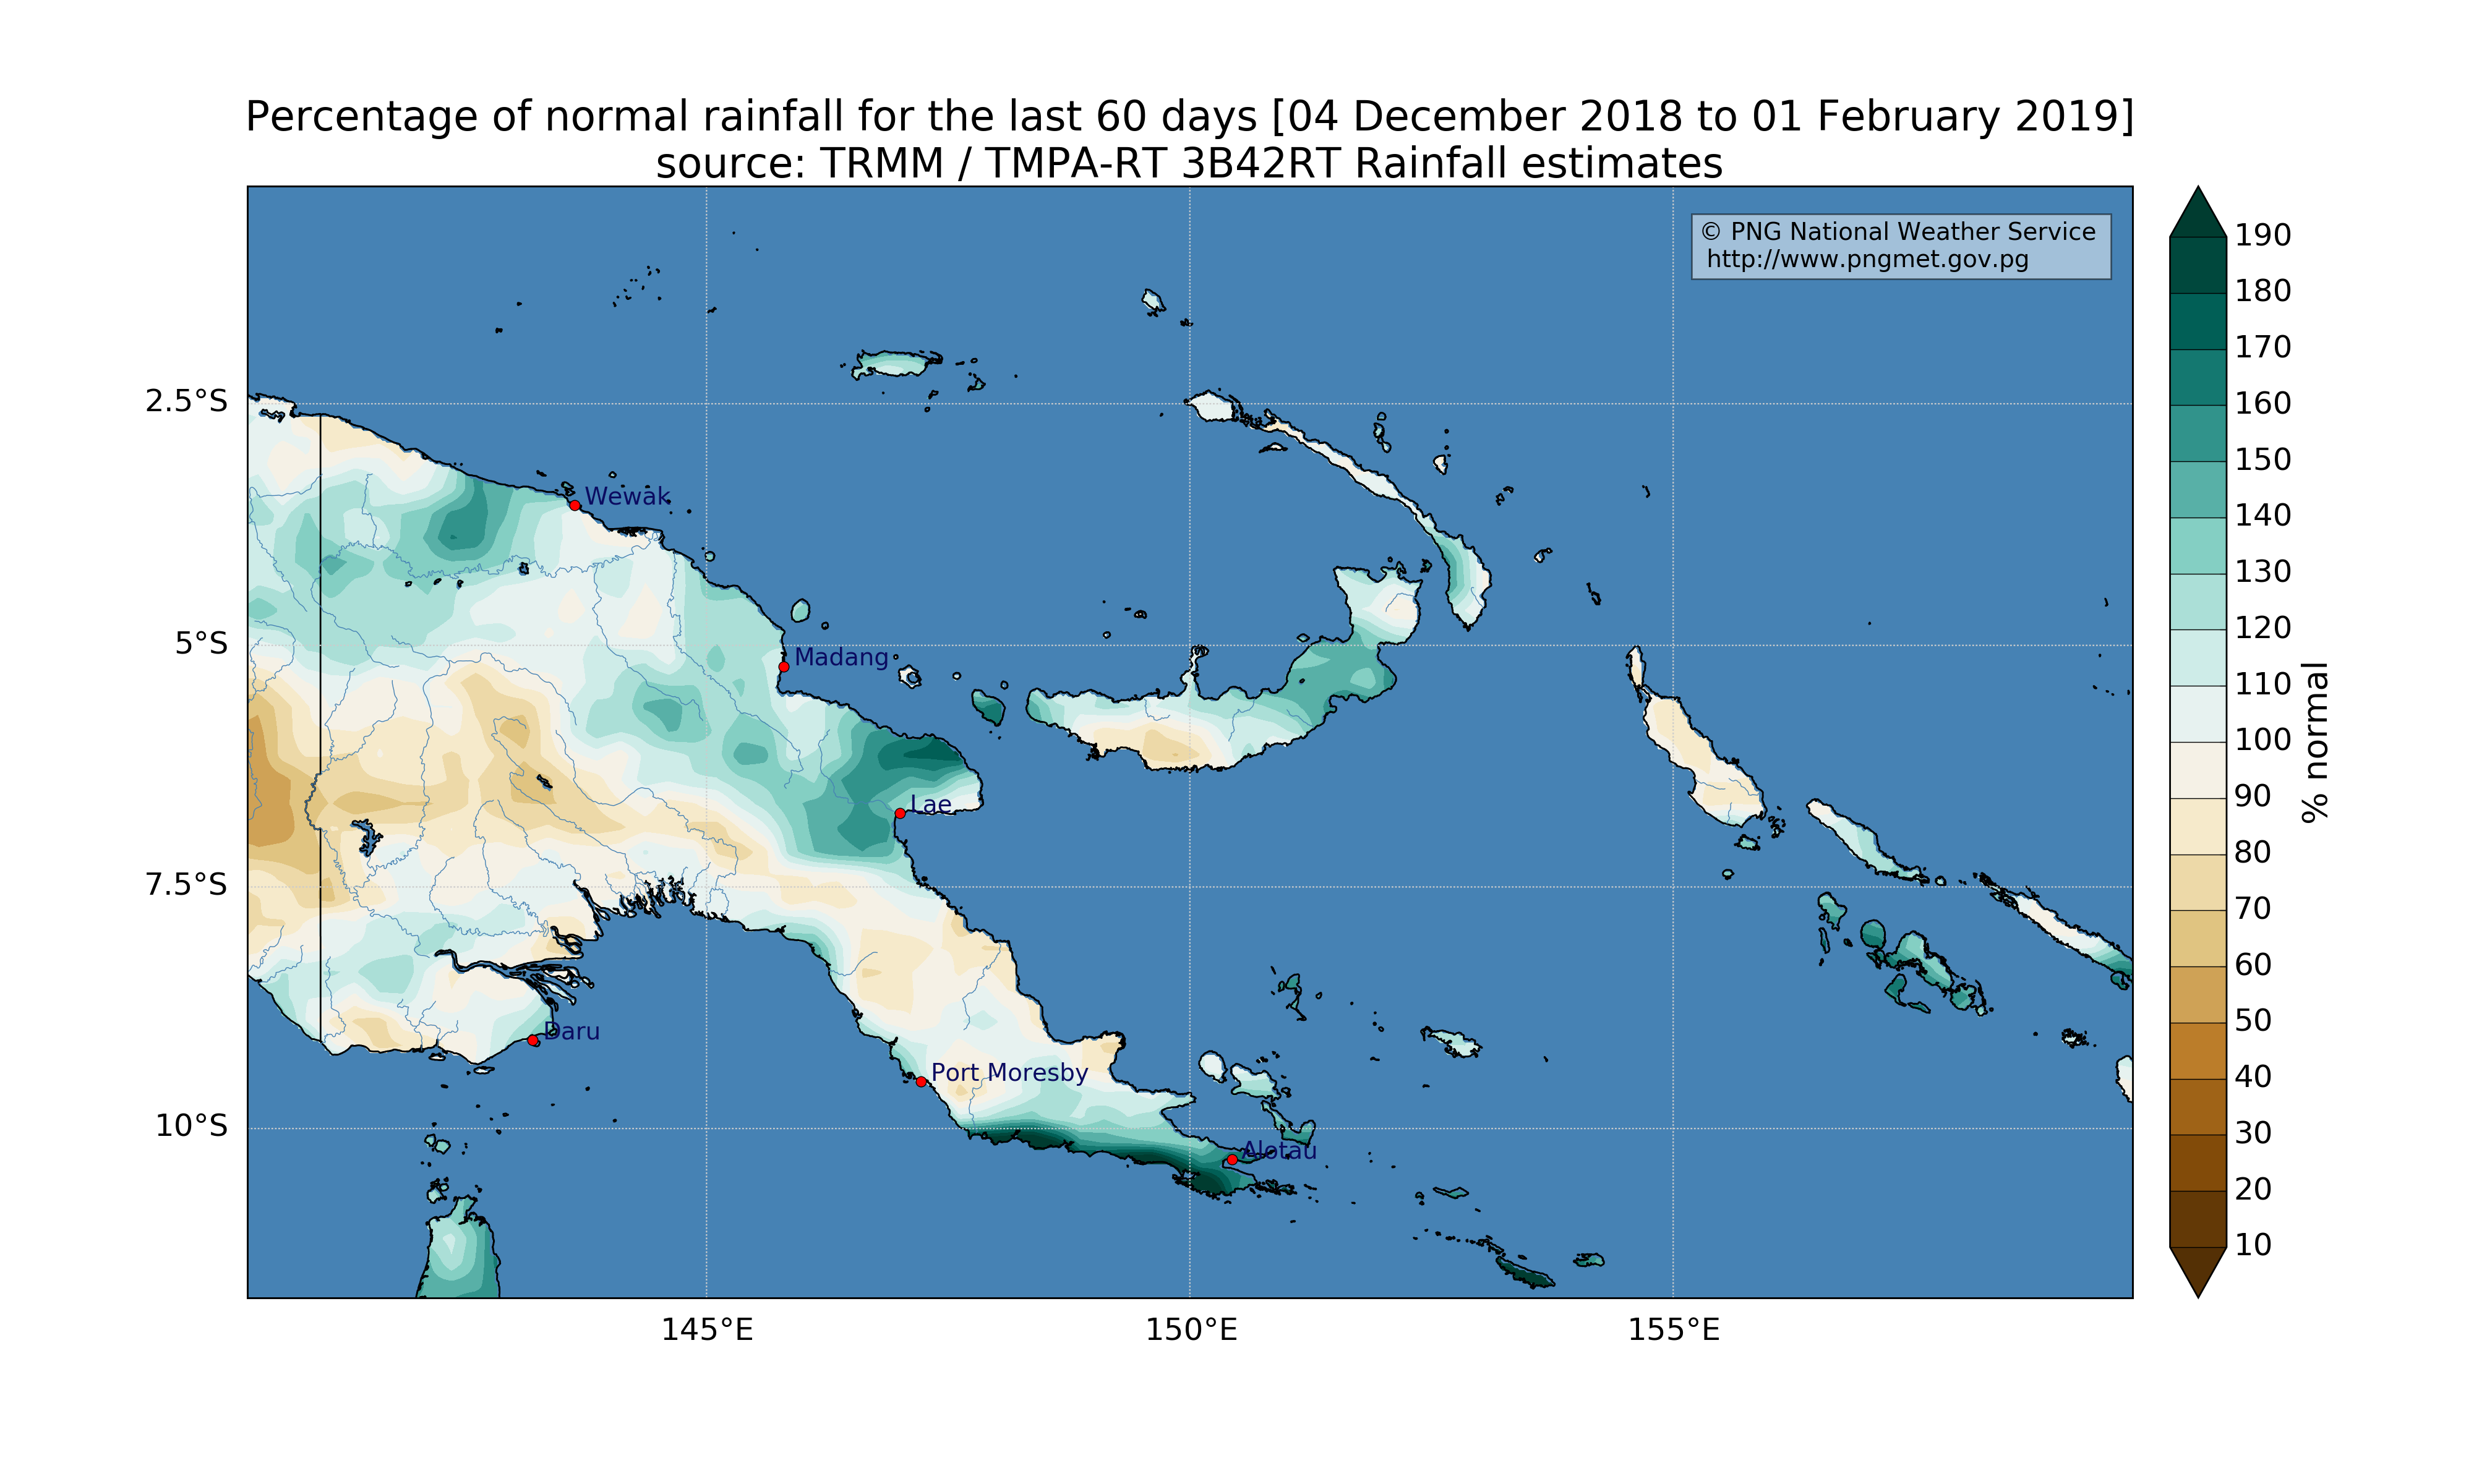 Percentage of normal rainfall for the last 60 days [04 December 2018 to 01 February 2019]
source: TRMM / TMPA-RT 3B42RT Rainfall estimates
© PNG National Weather Service
http://www.pngmet.gov.pg
190
180
170
160
150
140
130
120
110
100
90
80
70
60
50
40
30
20
10
% normal
2.5°S
5°S
7.5°S
10°S
Wewak
Madang
Lae
Daru
Port Moresby
Alotau
145°E
150°E
155°E